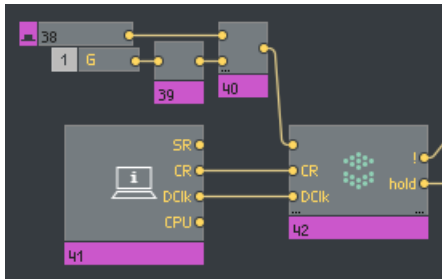 38
1 G
39
...
40
SR
CR
DClk
CPU
i
41
CR
DClk
!
hold
... ...
42